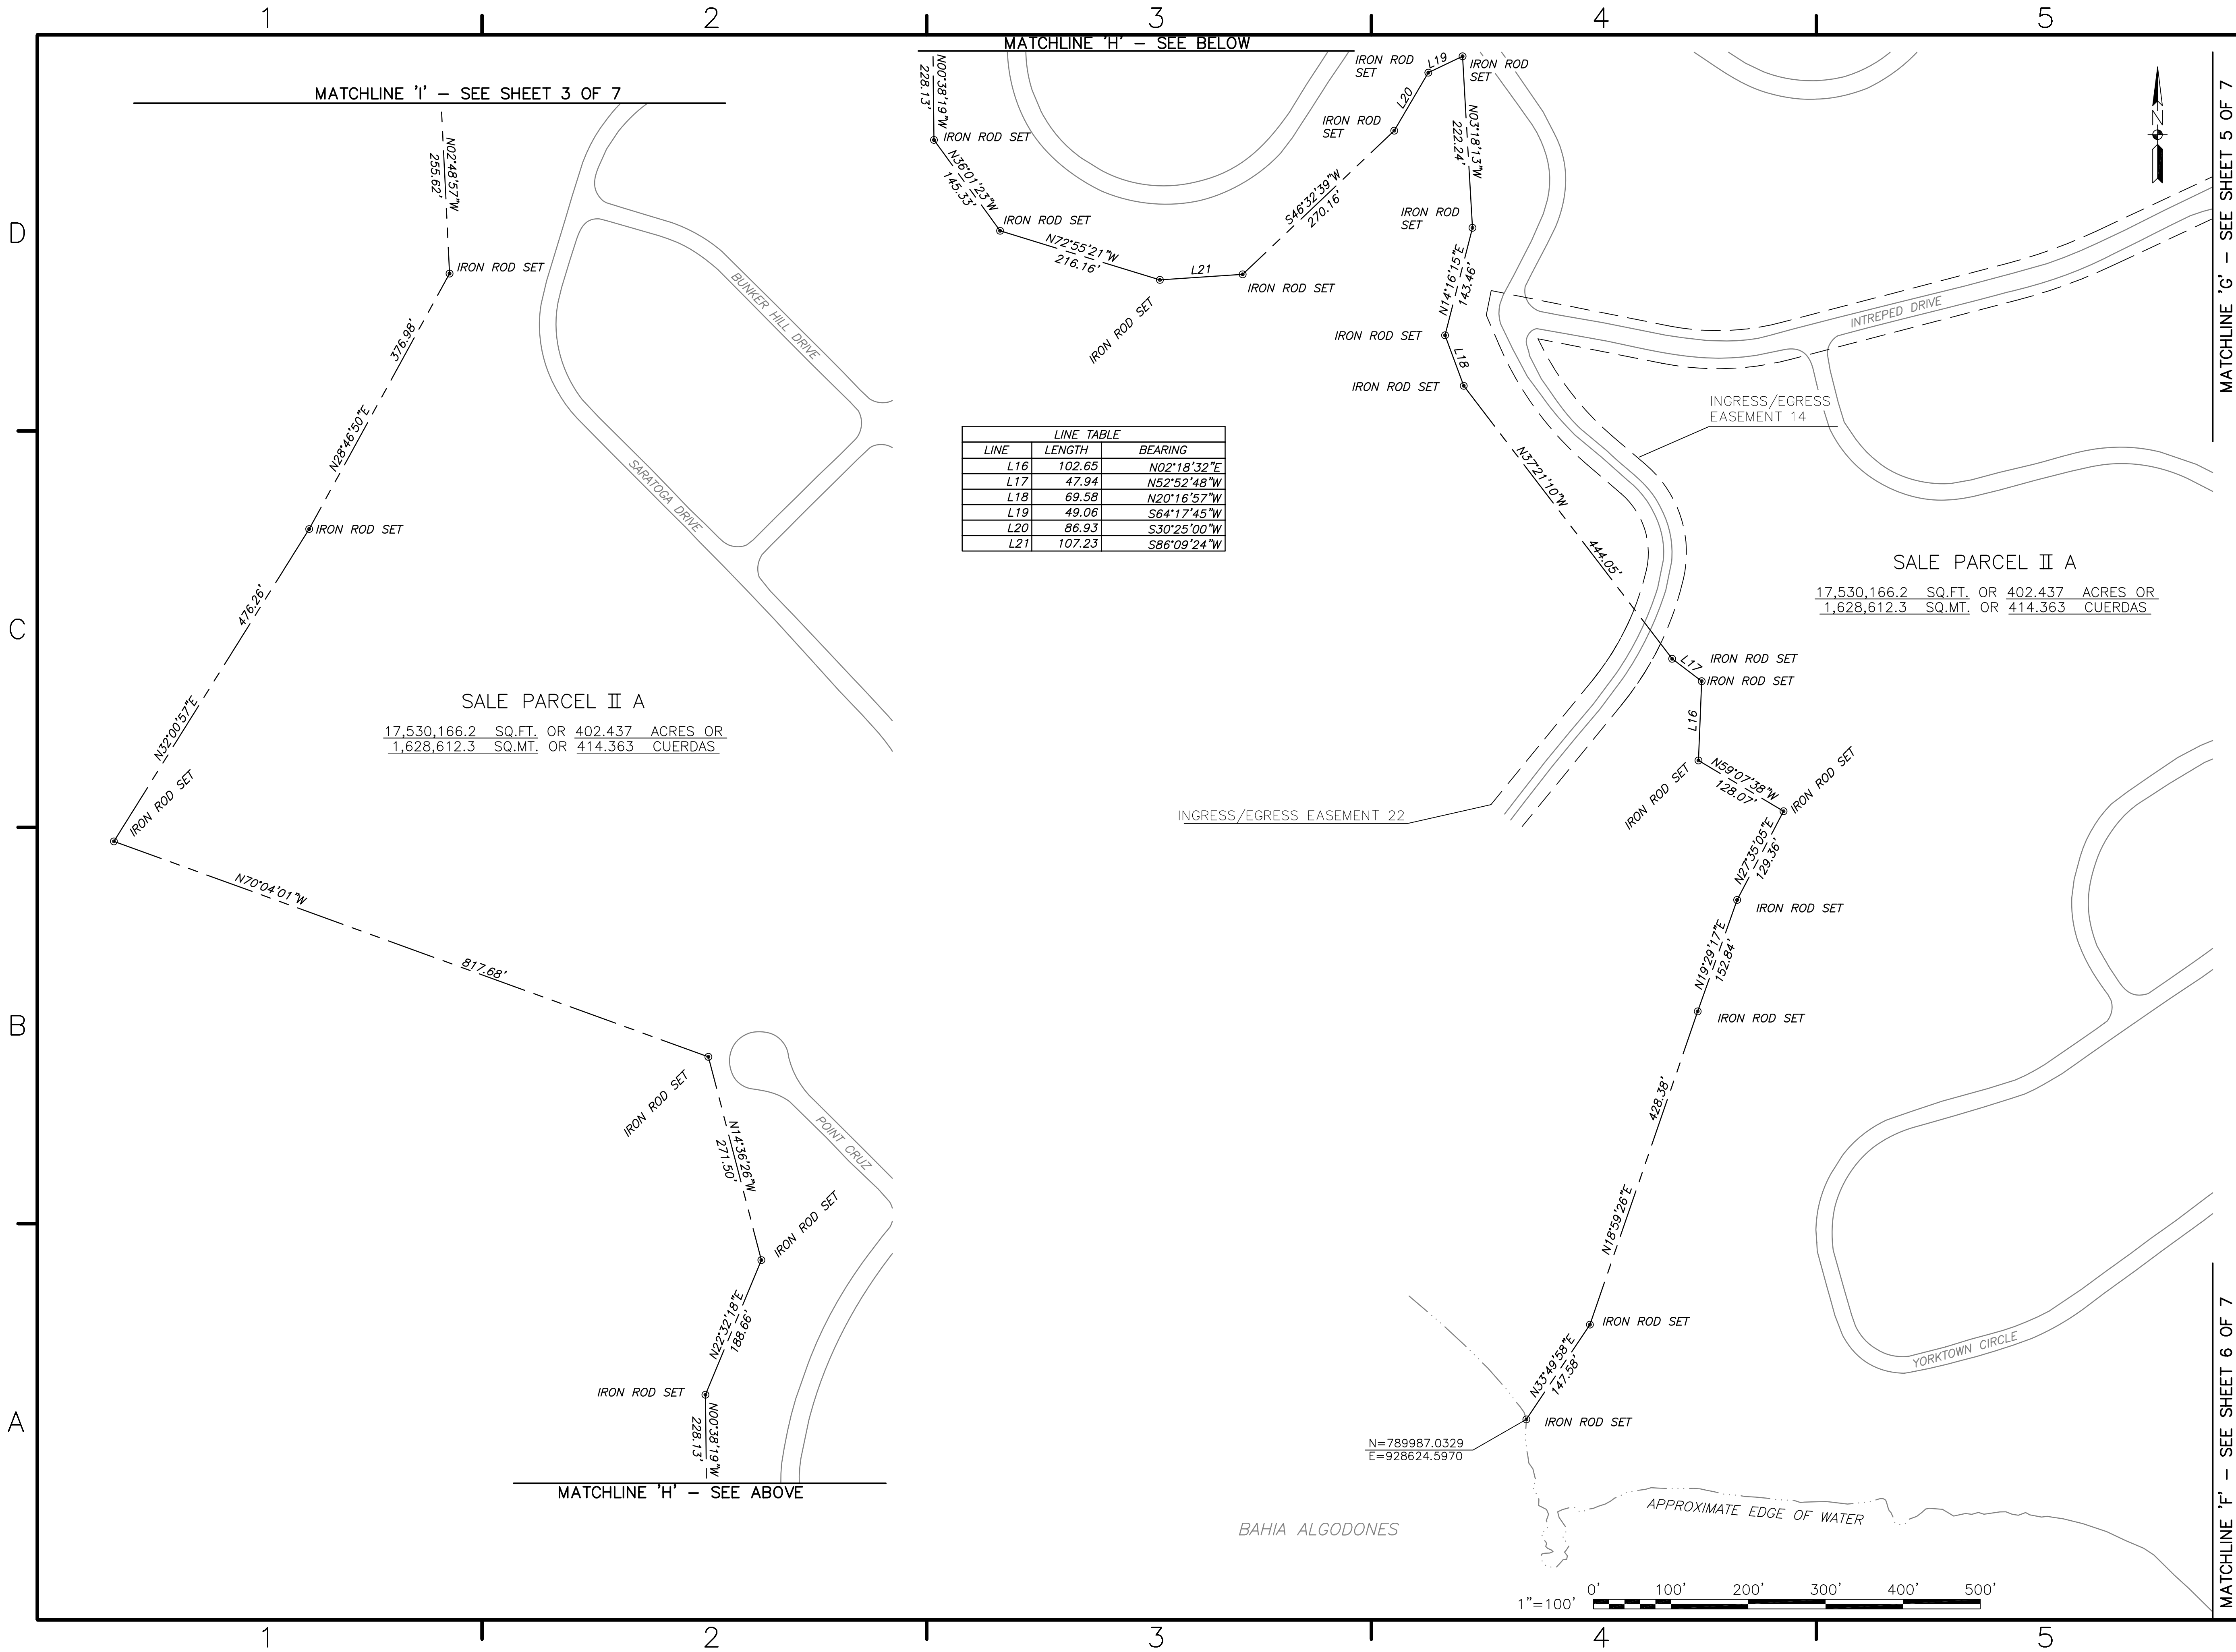 1
2
3
4
5
MATCHLINE 'I' – SEE SHEET 3 OF 7
N02°48'57"W
255.62'
IRON ROD SET
376.98'
N28°46'50"E
IRON ROD SET
476.26'
N32°00'57"E
IRON ROD SET
BUNKER HILL DRIVE
SARATOGA DRIVE
SALE PARCEL II A
17,530,166.2 SQ.FT. OR 402.437 ACRES OR
1,628,612.3 SQ.MT. OR 414.363 CUERDAS
N70°04'01"W
817.68'
IRON ROD SET
POINT CRUZ
N14°36'26"W
271.50'
IRON ROD SET
N22°32'18"E
188.66'
IRON ROD SET
N00°38'19"W
228.13'
MATCHLINE 'H' – SEE ABOVE
MATCHLINE 'H' – SEE BELOW
N00°38'19"W
228.13'
IRON ROD SET
N36°01'23"W
145.33'
IRON ROD SET
N72°55'21"W
216.16'
IRON ROD SET
L21
IRON ROD SET
S46°32'39"W
270.16'
IRON ROD
SET
L20
IRON ROD
SET
L19
IRON ROD
SET
N03°18'13"W
222.24'
IRON ROD
SET
N14°16'15"E
143.46'
IRON ROD SET
L18
IRON ROD SET
N37°21'10"W
444.05'
LINE TABLE
LINE LENGTH BEARING
L16 102.65 N02°18'32"E
L17 47.94 N52°52'48"W
L18 69.58 N20°16'57"W
L19 49.06 S64°17'45"W
L20 86.93 S30°25'00"W
L21 107.23 S86°09'24"W
INTREPED DRIVE
INGRESS/EGRESS
EASEMENT 14
SALE PARCEL II A
17,530,166.2 SQ.FT. OR 402.437 ACRES OR
1,628,612.3 SQ.MT. OR 414.363 CUERDAS
L17
IRON ROD SET
IRON ROD SET
L16
IRON ROD SET
N59°07'38"W
128.07'
IRON ROD SET
INGRESS/EGRESS EASEMENT 22
N27°35'05"E
129.36'
IRON ROD SET
N19°29'17"E
152.84'
IRON ROD SET
428.38'
N18°59'26"E
IRON ROD SET
N33°49'58"E
147.58'
IRON ROD SET
N=789987.0329
E=928624.5970
YORKTOWN CIRCLE
BAHIA ALGODONES
APPROXIMATE EDGE OF WATER
1"=100'
0' 100' 200' 300' 400' 500'
N
MATCHLINE 'G' – SEE SHEET 5 OF 7
MATCHLINE 'F' – SEE SHEET 6 OF 7
D
C
B
A
1
2
3
4
5